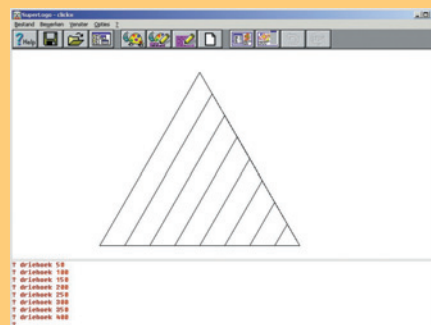 SuperLogo - clicko
Bestand Bewerken Venster Opties ?
?Help
? driehoek 50
? driehoek 100
? driehoek 150
? driehoek 200
? driehoek 250
? driehoek 300
? driehoek 350
? driehoek 400
?